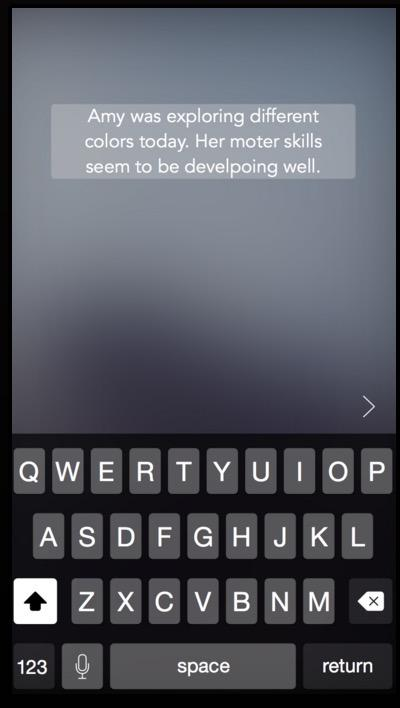 Amy was exploring different
colors today. Her moter skills
seem to be develpoing well.
Q W E R T Y U I O P
A S D F G H J K L
Z X C V B N M
123 space return